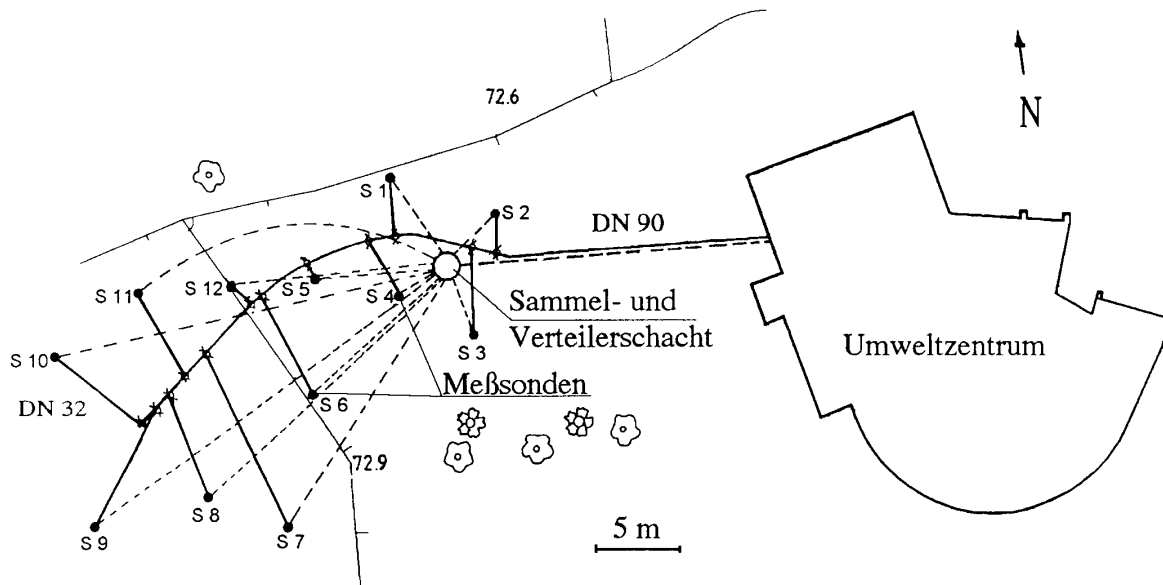 72.6
N
S 1
S 2
DN 90
S 11
S 12
S 5
S 4
Sammel- und
Verteilerschacht
S 3
Umweltzentrum
S 10
DN 32
S 6
Meßsonden
72.9
S 8
S 9
S 7
5 m